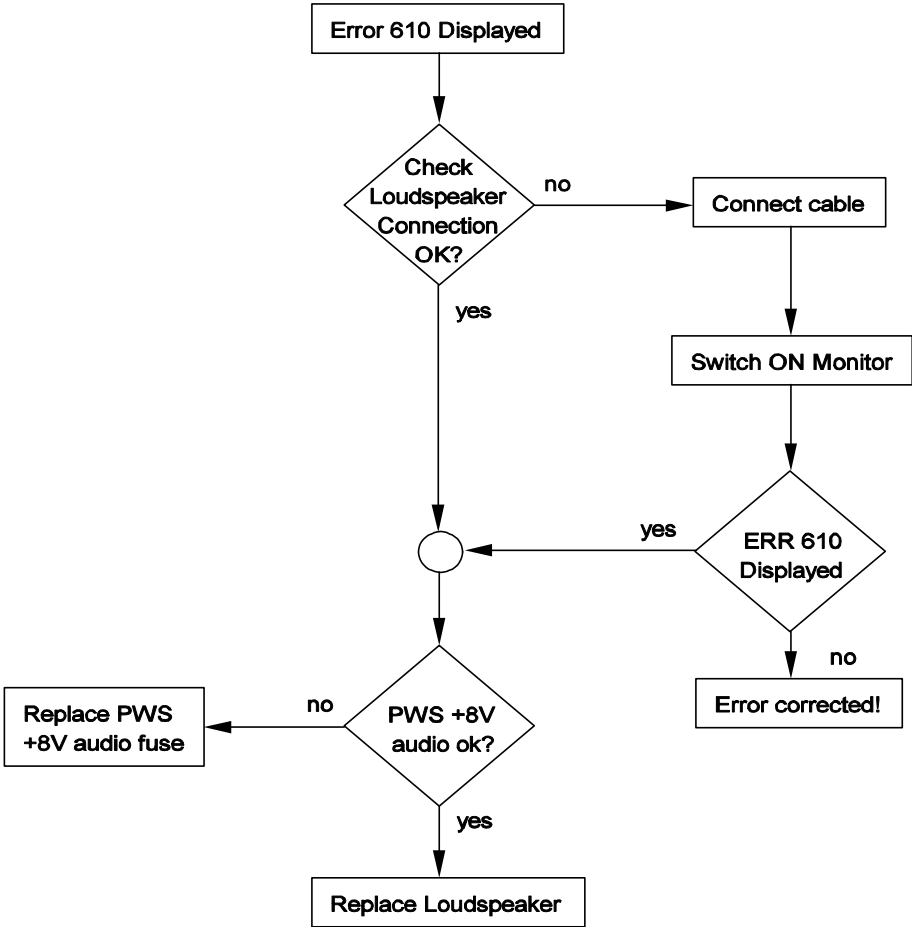 Error 610 Displayed
Check
Loudspeaker
Connection
OK?
no
Connect cable
yes
Switch ON Monitor
yes
ERR 610
Displayed
no
Error corrected!
PWS +8V
audio ok?
no
Replace PWS
+8V audio fuse
yes
Replace Loudspeaker